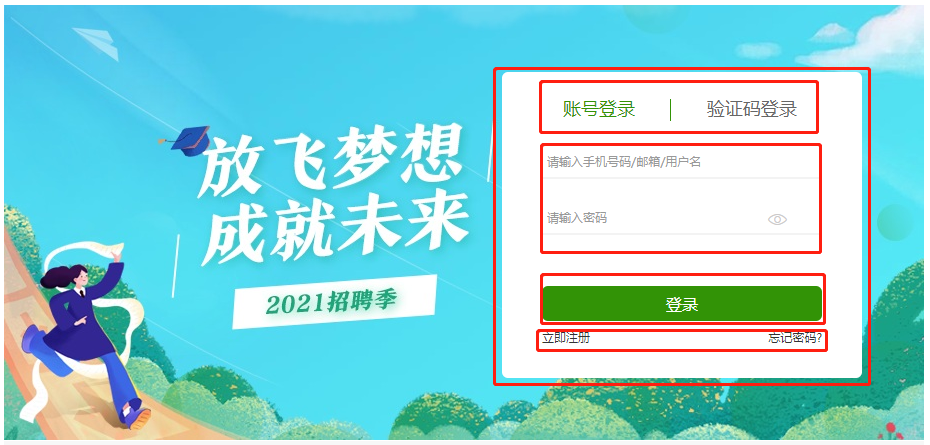 放飞梦想
成就未来
2021招聘季
账号登录
验证码登录
请输入手机号码/邮箱/用户名
请输入密码
登录
立即注册
忘记密码?